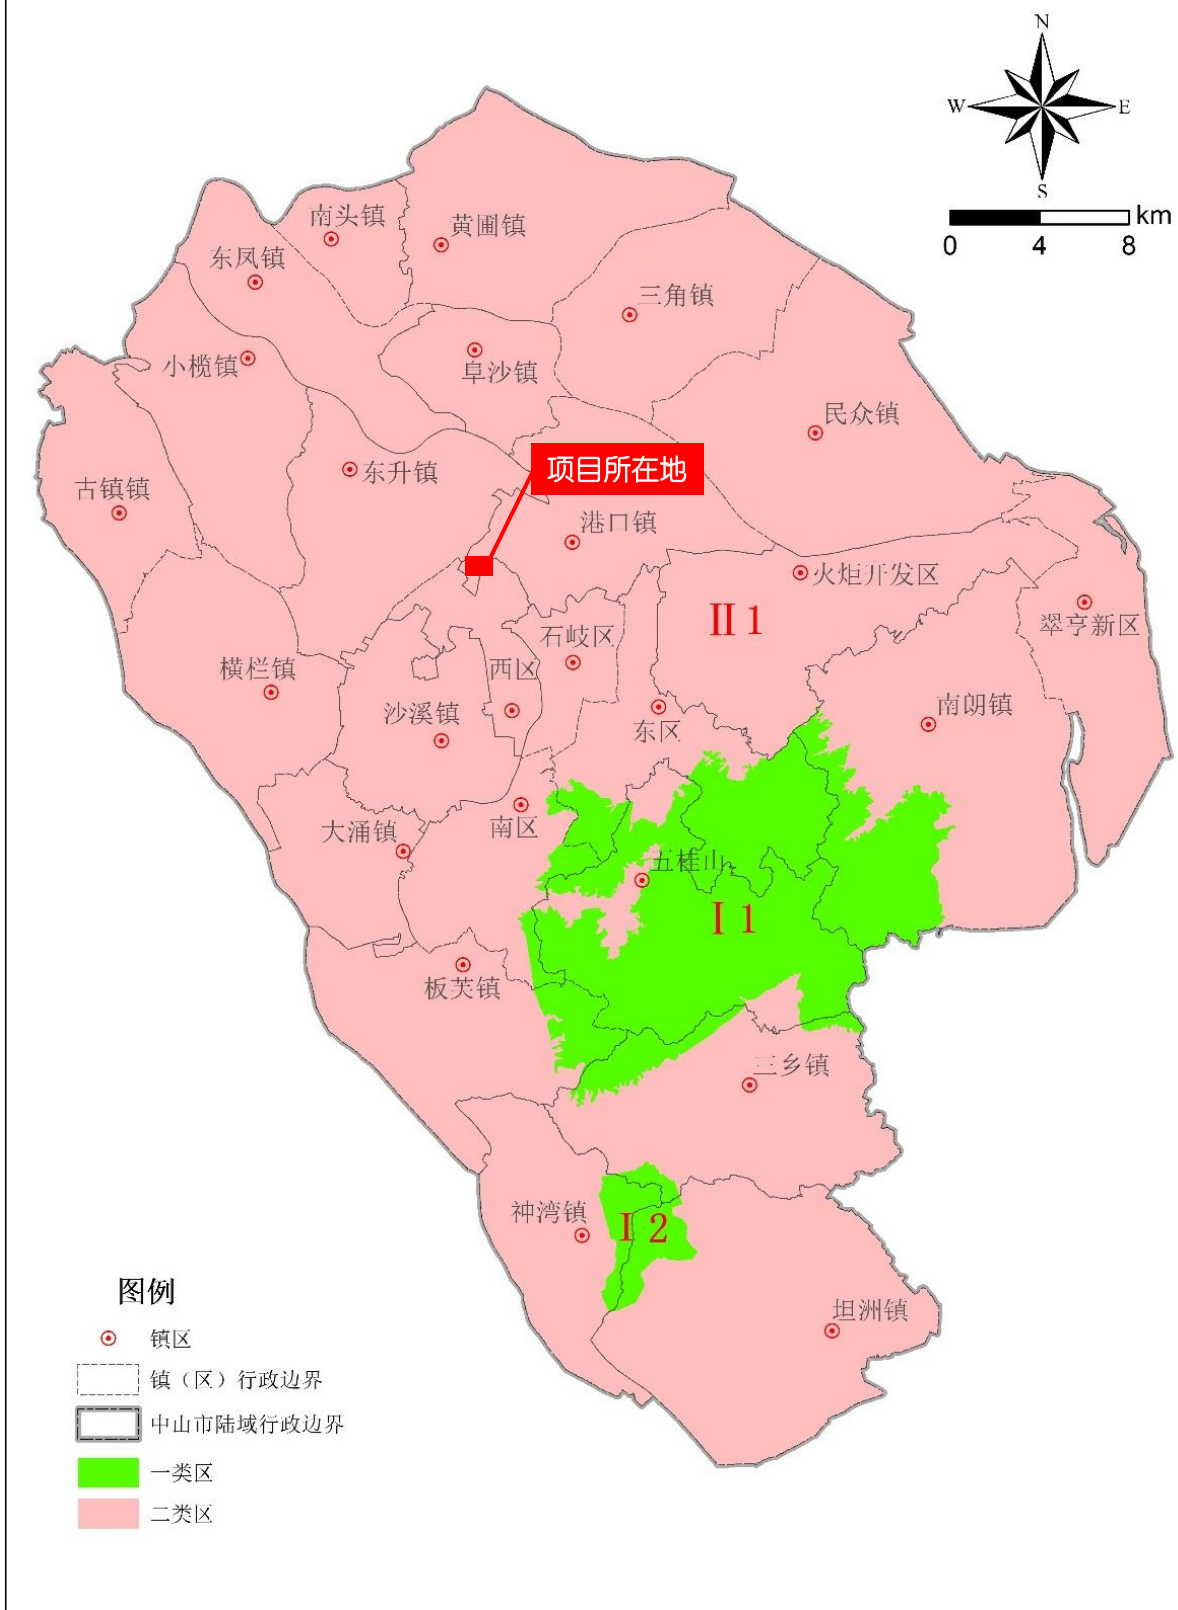 N
W
E
S
km
0 4 8
南头镇
黄圃镇
东凤镇
三角镇
小榄镇
阜沙镇
民众镇
东升镇
项目所在地
古镇镇
港口镇
火炬开发区
II 1
翠亨新区
石岐区
横栏镇
西区
沙溪镇
东区
南朗镇
大涌镇
南区
五桂山
I 1
板芙镇
三乡镇
神湾镇
I 2
坦洲镇
图例
镇区
镇（区）行政边界
中山市陆域行政边界
一类区
二类区